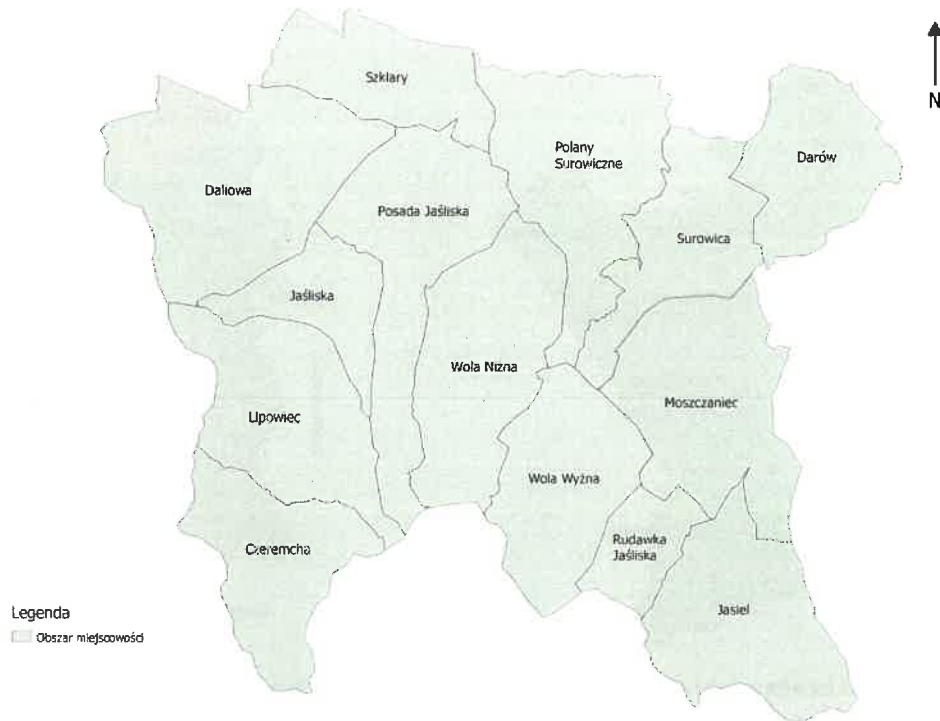 Szklary
N
Polany
Surowiczne
Darów
Daliowa
Posada Jaśliska
Surowica
Jaśliska
Wola Niżna
Moszczaniec
Lipowiec
Wola Wyżna
Rudawka
Jaśliska
Czeremcha
Jasiel
Legenda
Obszar miejscowości